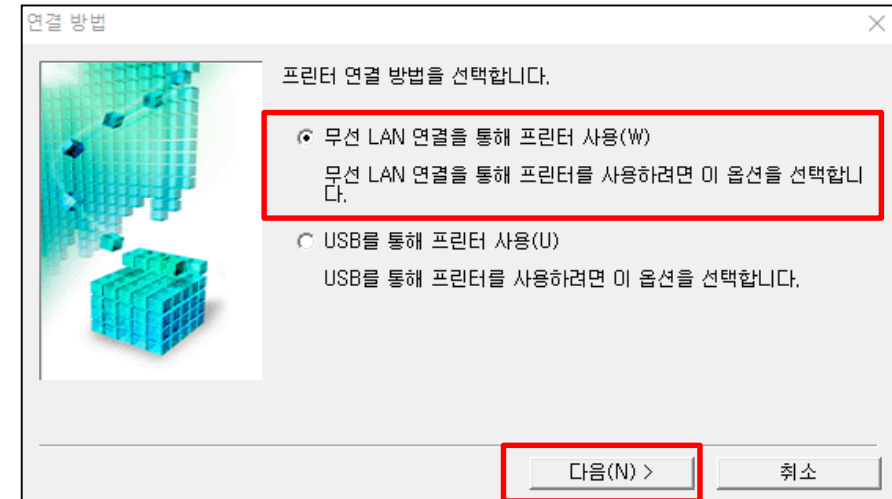 연결 방법
프린터 연결 방법을 선택합니다.
무선 LAN 연결을 통해 프린터 사용(W)
무선 LAN 연결을 통해 프린터를 사용하려면 이 옵션을 선택합니
다.
USB를 통해 프린터 사용(U)
USB를 통해 프린터를 사용하려면 이 옵션을 선택합니다.
다음(N) >
취소